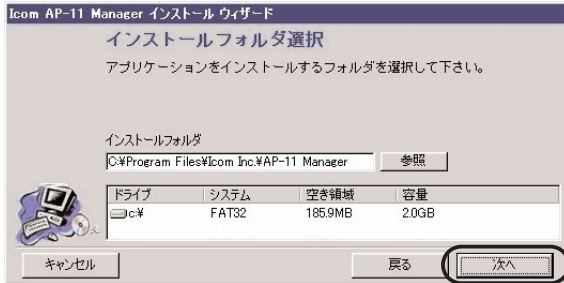 Icom AP-11 Manager インストール ウィザード
インストールフォルダ選択
アプリケーションをインストールするフォルダを選択して下さい。
インストールフォルダ
C:¥Program Files¥Icom Inc.¥AP-11 Manager 参照
ドライブ システム 空き領域 容量
c:¥ FAT32 185.9MB 2.0GB
キャンセル 戻る 次へ